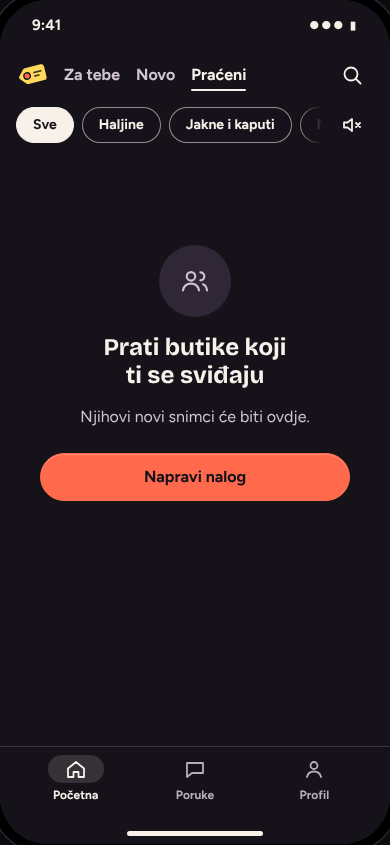 9:41
Za tebe Novo Praćeni
Sve Haljine Jakne i kaputi
Prati butike koji
ti se sviđaju
Njihovi novi snimci će biti ovdje.
Napravi nalog
Početna Poruke Profil